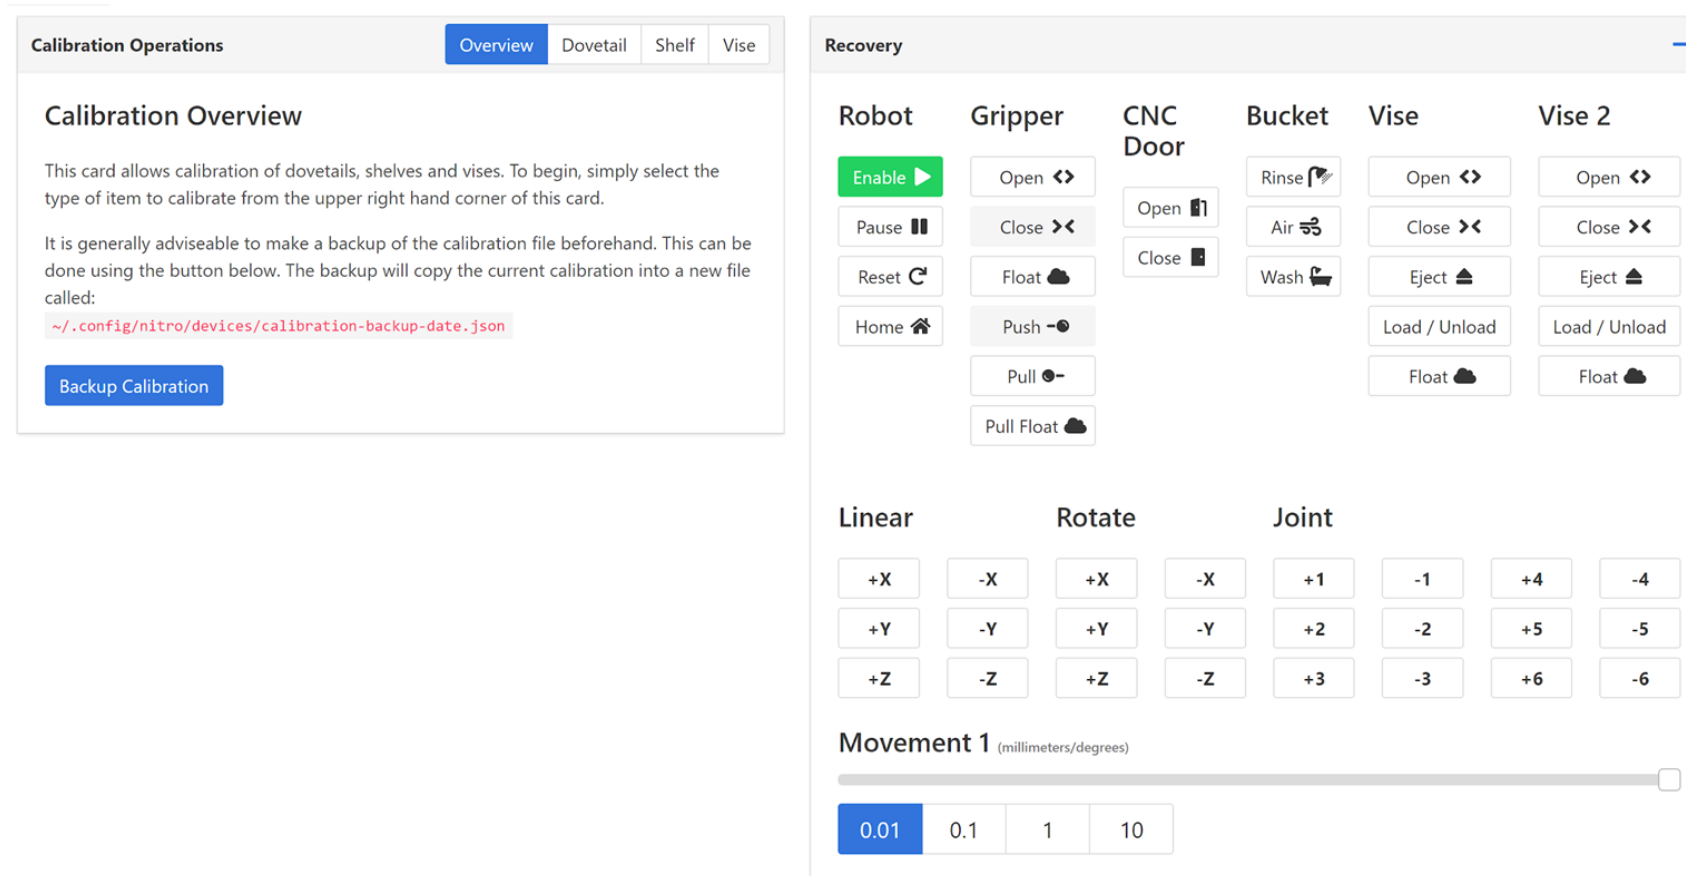 Calibration Operations
Overview
Dovetail
Shelf
Vise
Calibration Overview
This card allows calibration of dovetails, shelves and vises. To begin, simply select the
type of item to calibrate from the upper right hand corner of this card.
It is generally adviseable to make a backup of the calibration file beforehand. This can be
done using the button below. The backup will copy the current calibration into a new file
called:
~/.config/nitro/devices/calibration-backup-date.json
Backup Calibration
Recovery
Robot
Enable
Pause
Reset
Home
Gripper
Open
Close
Float
Push
Pull
Pull Float
CNC
Door
Open
Close
Bucket
Rinse
Air
Wash
Vise
Open
Close
Eject
Load / Unload
Float
Vise 2
Open
Close
Eject
Load / Unload
Float
Linear
+X -X
+Y -Y
+Z -Z
Rotate
+X -X
+Y -Y
+Z -Z
Joint
+1 -1 +4 -4
+2 -2 +5 -5
+3 -3 +6 -6
Movement 1 (millimeters/degrees)
0.01 0.1 1 10